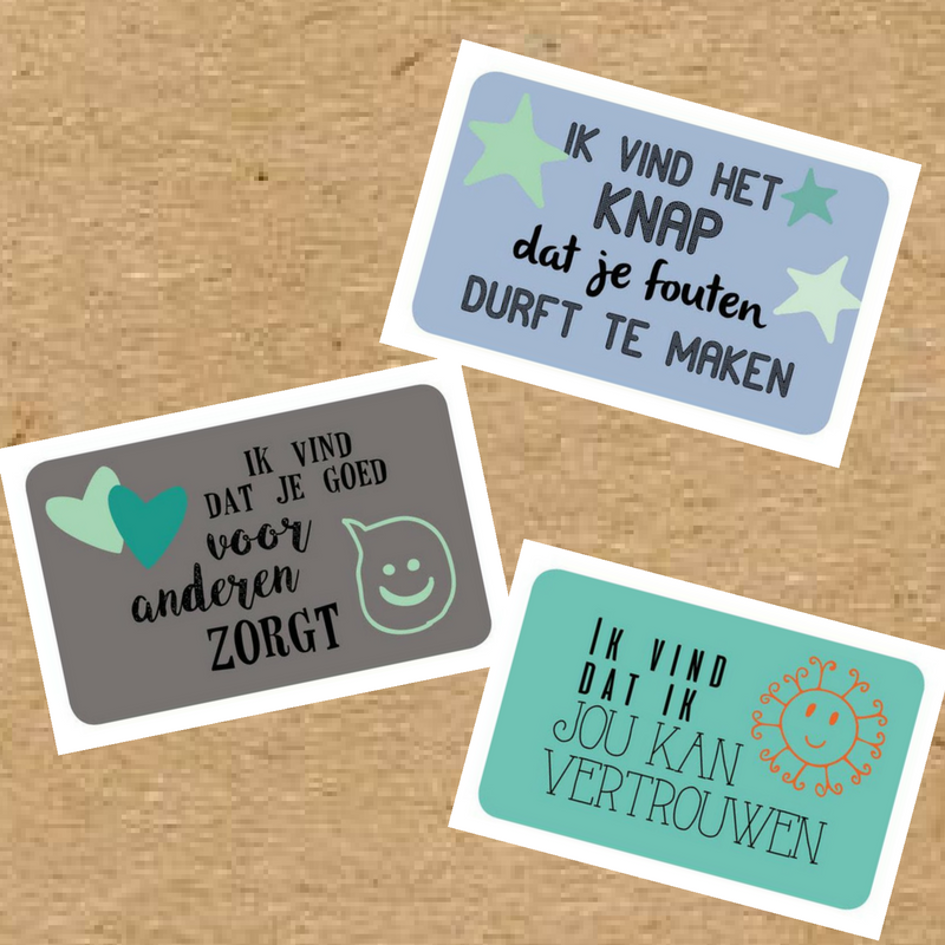 IK VIND HET
KNAP
dat je fouten
DURFT TE MAKEN
IK VIND
DAT JE GOED
voor
anderen
ZORGT
IK VIND
DAT IK
JOU KAN
VERTROUWEN